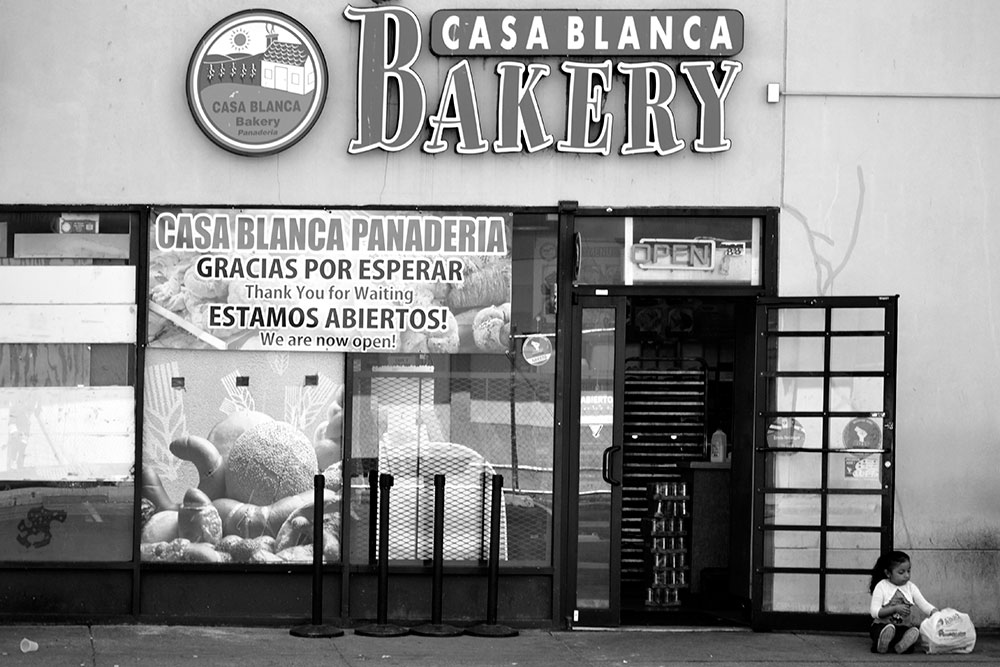 CASA BLANCA
Bakery
Panaderia
CASA BLANCA
BAKERY
CASA BLANCA PANADERIA
GRACIAS POR ESPERAR
Thank You for Waiting
ESTAMOS ABIERTOS!
We are now open!
OPEN
ABIERTO